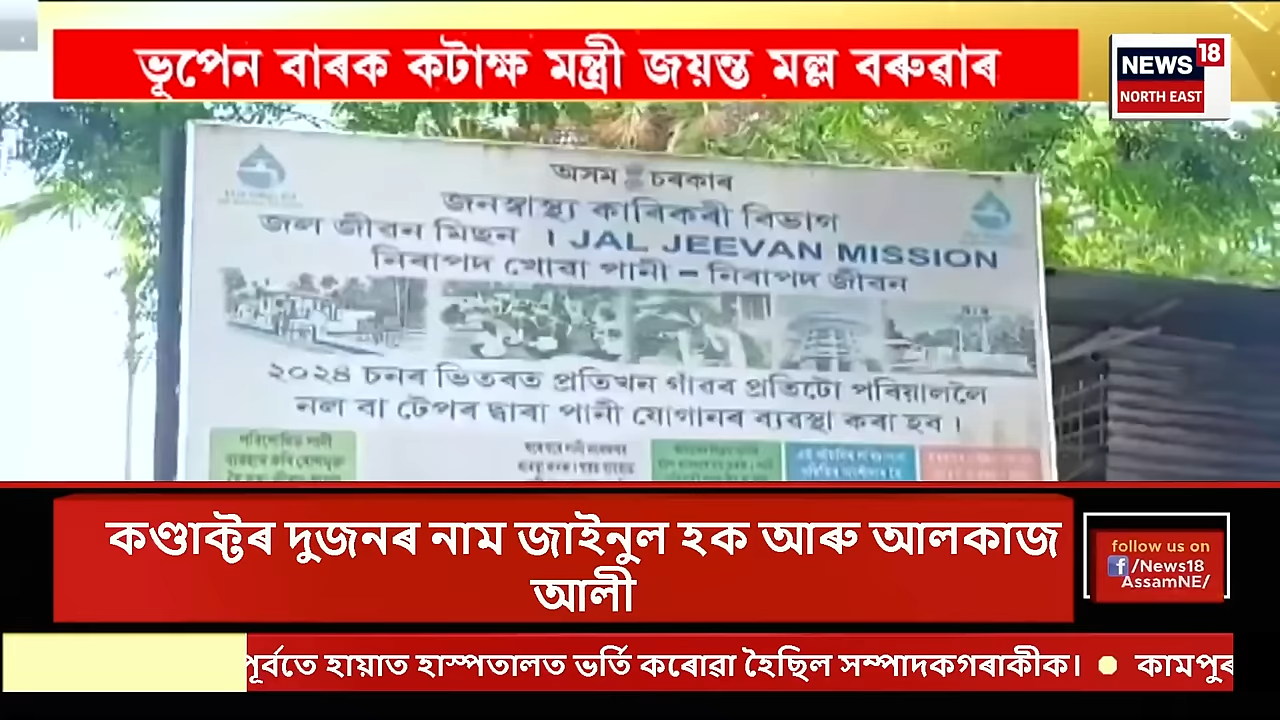 ভূপেন বাৰক কটাক্ষ মন্ত্ৰী জয়ন্ত মল্ল বৰুৱাৰ
NEWS 18
NORTH EAST
অসম চৰকাৰ
জনস্বাস্থ্য কাৰিকৰী বিভাগ
জল জীৱন মিছন । JAL JEEVAN MISSION
নিৰাপদ খোৱা পানী – নিৰাপদ জীৱন
২০২৪ চনৰ ভিতৰত প্ৰতিখন গাঁৱৰ প্ৰতিটো পৰিয়াললৈ
নল বা টেপৰ দ্বাৰা পানী যোগানৰ ব্যৱস্থা কৰা হব ।
কণ্ডাক্টৰ দুজনৰ নাম জাইনুল হক আৰু আলকাজ
আলী
follow us on
/News18
AssamNE/
পূৰ্বতে হায়াত হাস্পতালত ভৰ্তি কৰোৱা হৈছিল সম্পাদকগৰাকীক। কামপুৰ